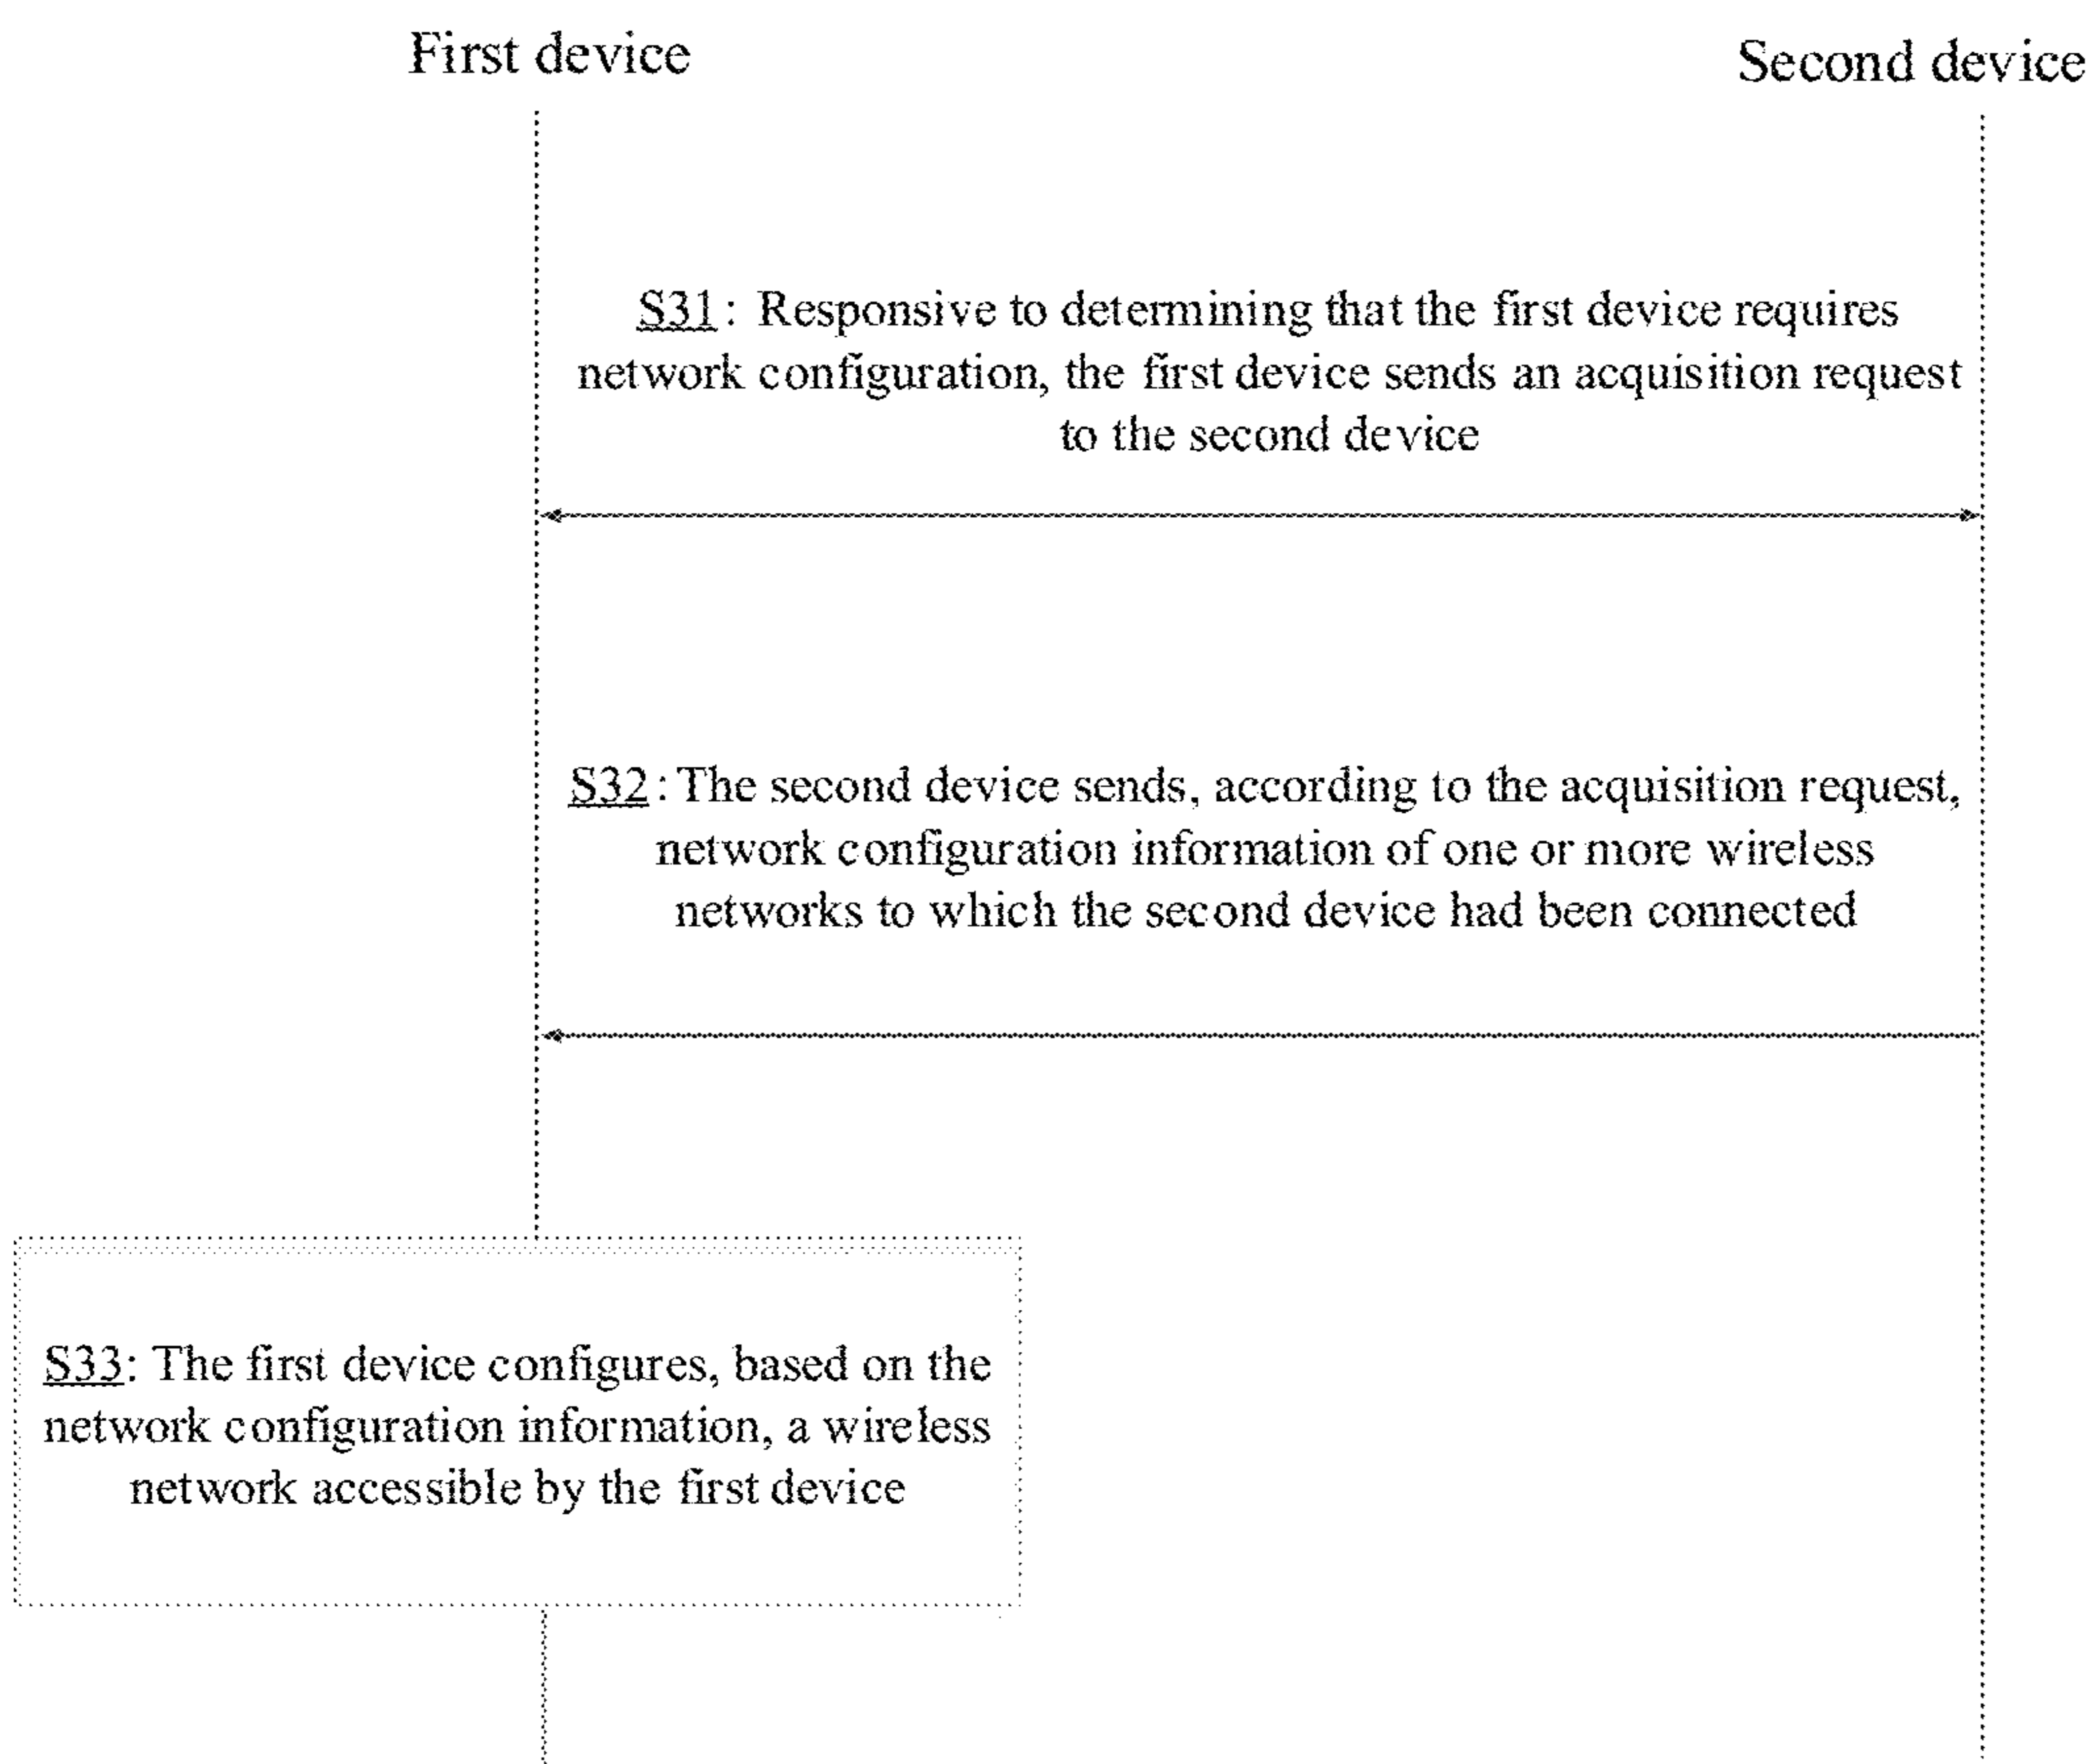 First device
Second device
S31: Responsive to determining that the first device requires
network configuration, the first device sends an acquisition request
to the second device
S32: The second device sends, according to the acquisition request,
network configuration information of one or more wireless
networks to which the second device had been connected
S33: The first device configures, based on the
network configuration information, a wireless
network accessible by the first device